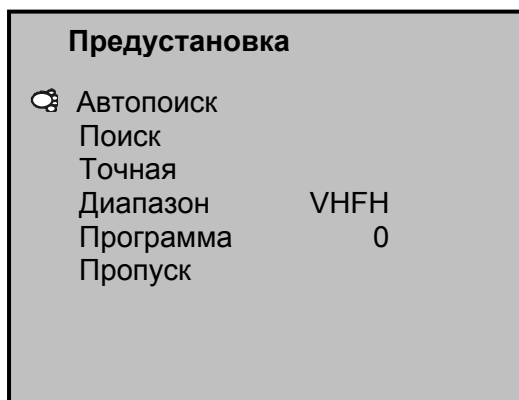 Предустановка
Автопоиск
Поиск
Точная
Диапазон VHFH
Программа 0
Пропуск